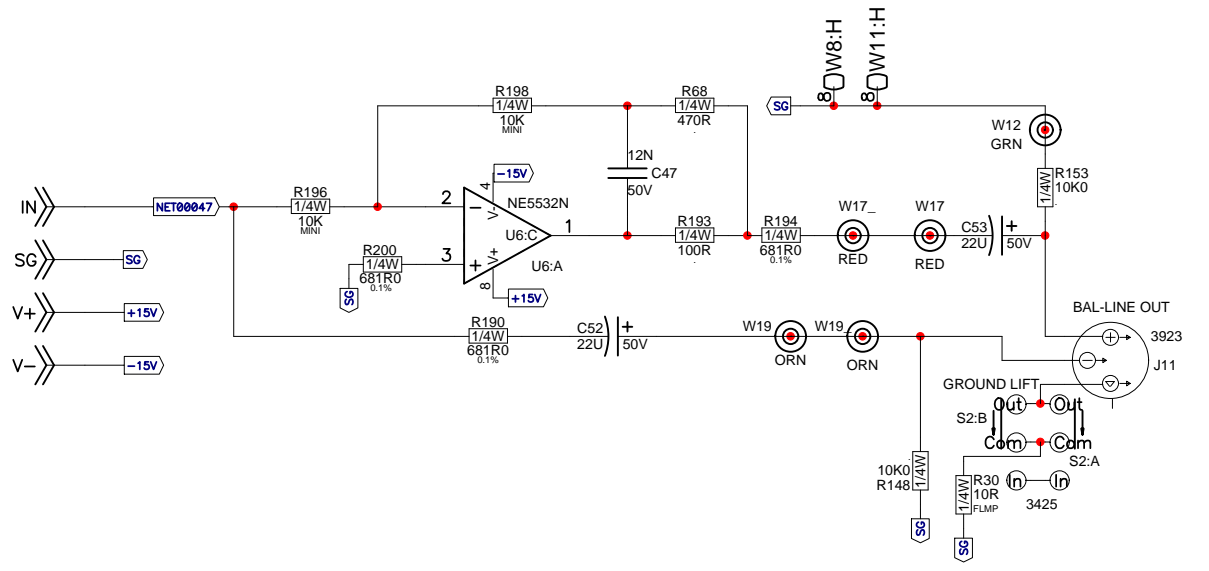 W8:H
8
W11:H
8
SG
W12
GRN
R198
1/4W
10K
MINI
R68
1/4W
470R
.
12N
C47
50V
R153
1/4W
10K0
-15V
4
V-
NE5532N
2
IN
NET00047
R196
1/4W
10K
MINI
U6:C
1
U6:A
3
V+
8
+15V
R200
1/4W
681R0
0.1%
SG
R193
1/4W
100R
.
R194
1/4W
681R0
0.1%
W17_
RED
W17
RED
C53
22U
+
50V
SG
SG
V+
+15V
V-
-15V
R190
1/4W
681R0
0.1%
C52
22U
+
50V
W19
ORN
W19_
ORN
BAL-LINE OUT
3923
J11
GROUND LIFT
Out
Out
S2:B
Com
Com
S2:A
In
In
3425
10K0
R148
1/4W
SG
R30
1/4W
10R
FLMP
SG